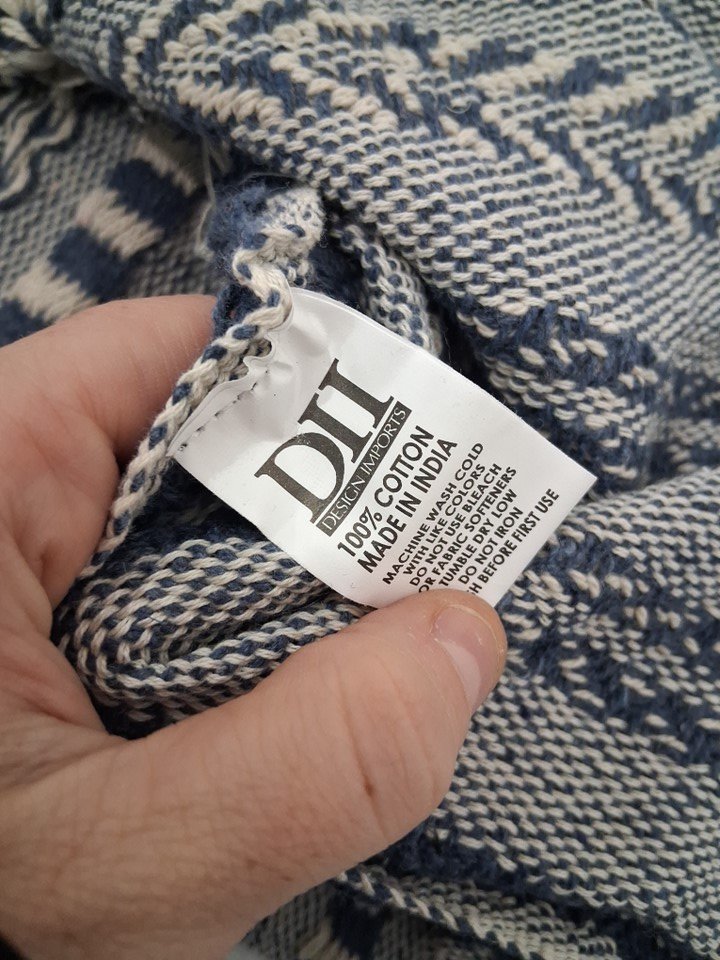 DII
DESIGN IMPORTS
100% COTTON
MADE IN INDIA
MACHINE WASH COLD
WITH LIKE COLORS
DO NOT USE BLEACH
OR FABRIC SOFTENERS
TUMBLE DRY LOW
DO NOT IRON
BEFORE FIRST USE